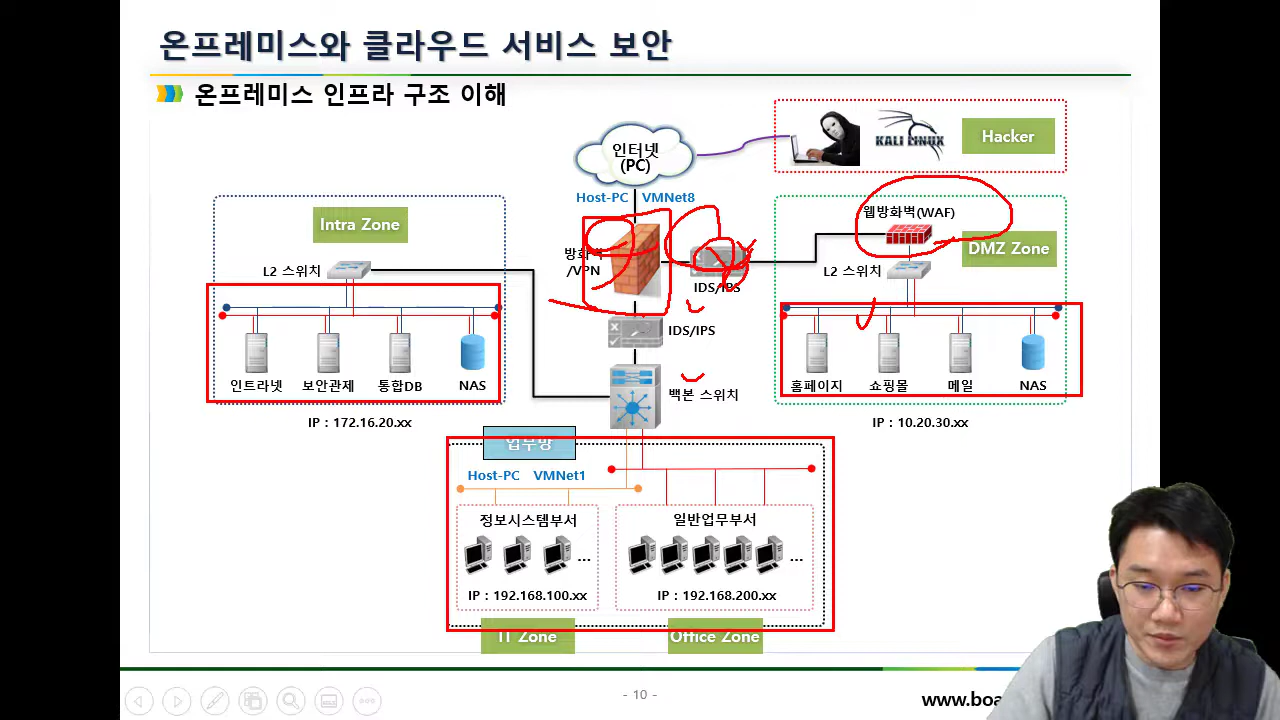 온프레미스와 클라우드 서비스 보안
온프레미스 인프라 구조 이해
인터넷
(PC)
KALI LINUX
Hacker
Host-PC VMNet8
Intra Zone
L2 스위치
방화벽
/VPN
IDS/IPS
웹방화벽(WAF)
DMZ Zone
L2 스위치
IDS/IPS
인트라넷
보안관제
통합DB
NAS
IP : 172.16.20.xx
백본 스위치
홈페이지
쇼핑몰
메일
NAS
IP : 10.20.30.xx
업무망
Host-PC VMNet1
정보시스템부서
...
IP : 192.168.100.xx
일반업무부서
...
IP : 192.168.200.xx
IT Zone
Office Zone
- 10 -
www.boa